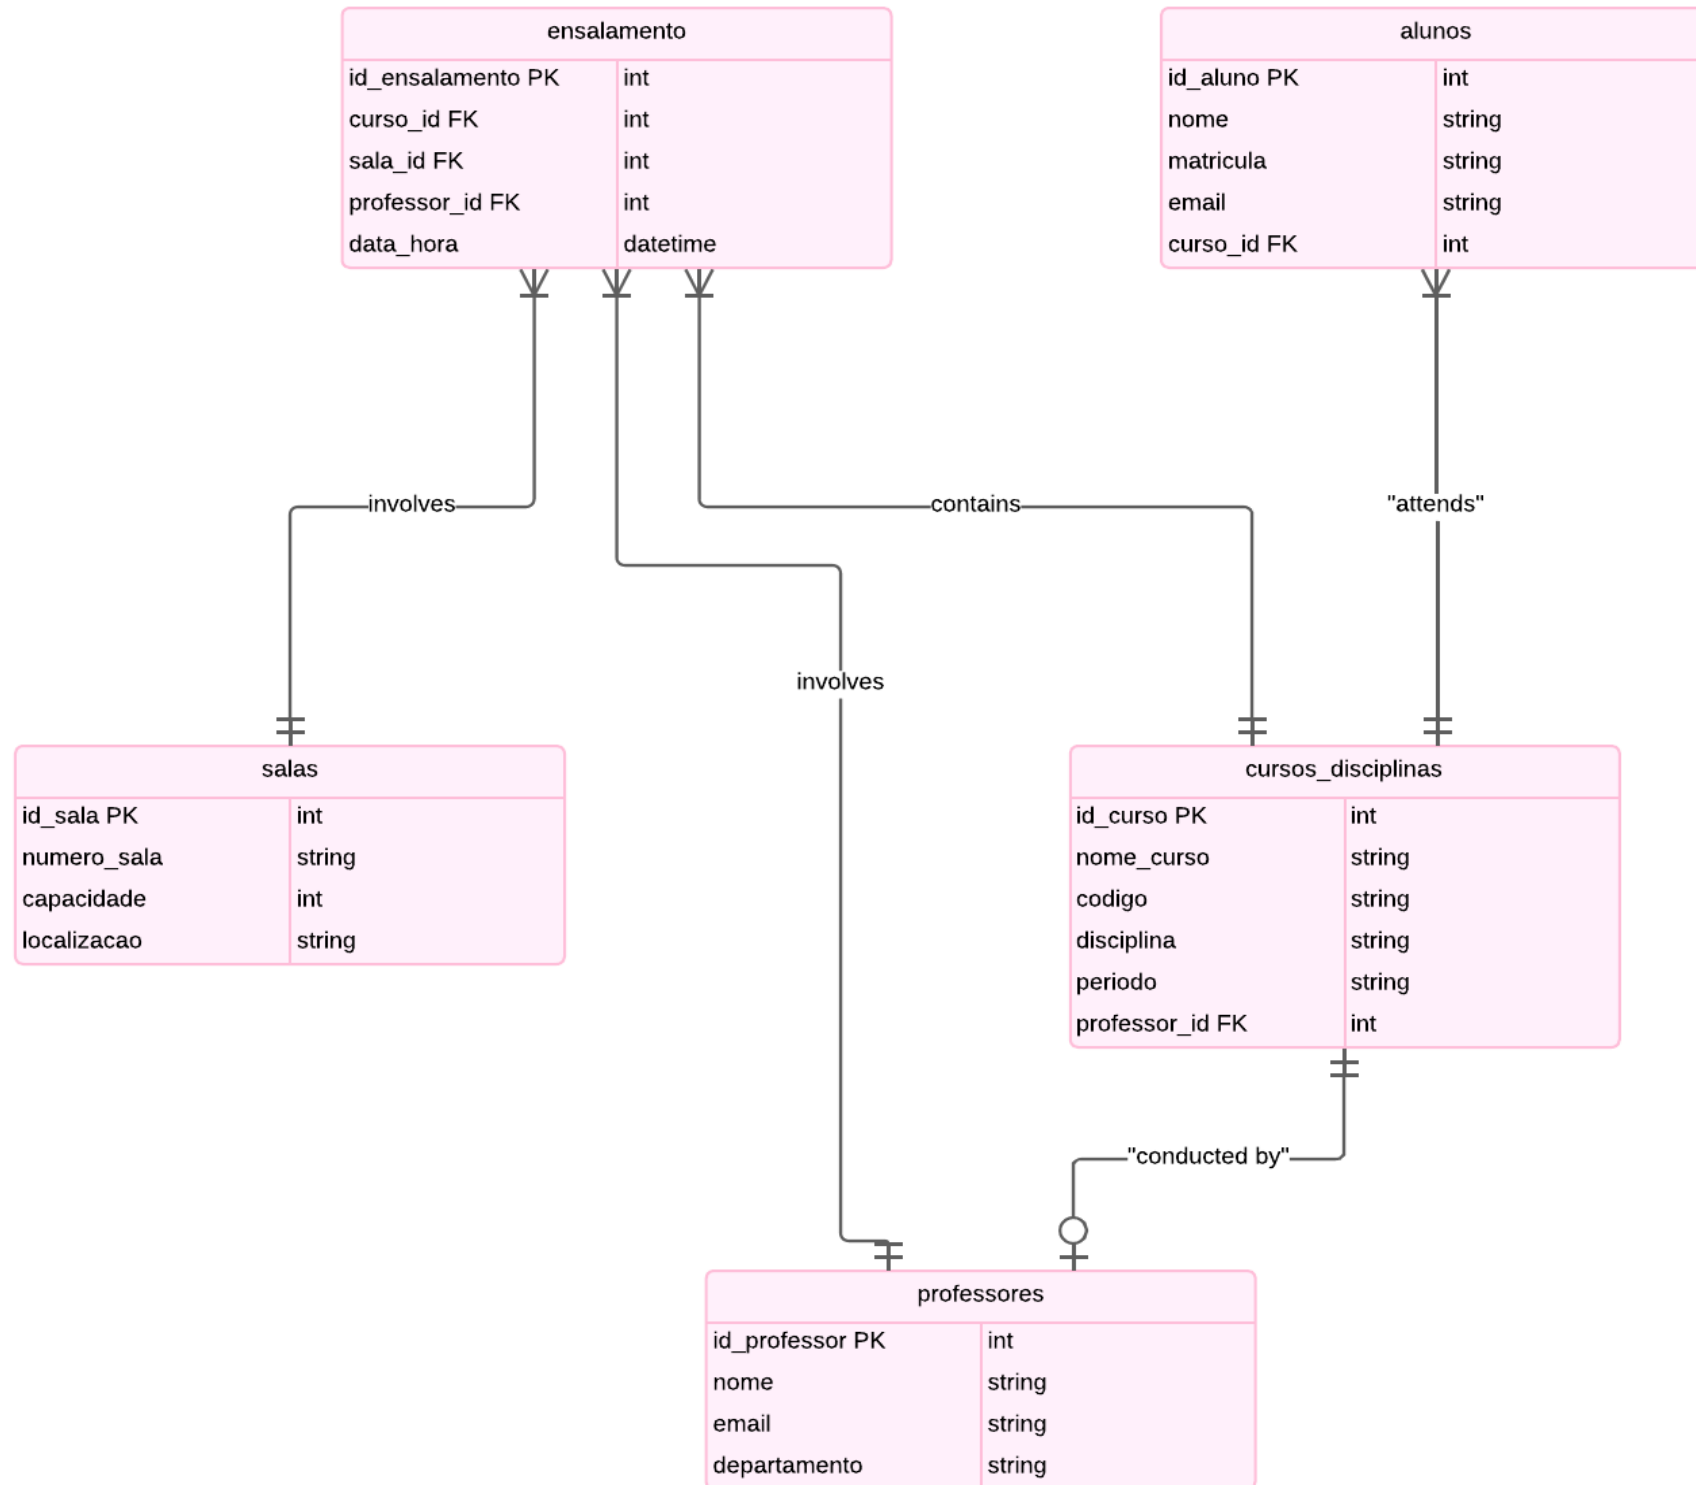 ensalamento
id_ensalamento PK int
curso_id FK int
sala_id FK int
professor_id FK int
data_hora datetime
alunos
id_aluno PK int
nome string
matricula string
email string
curso_id FK int
involves
contains
"attends"
involves
salas
id_sala PK int
numero_sala string
capacidade int
localizacao string
cursos_disciplinas
id_curso PK int
nome_curso string
codigo string
disciplina string
periodo string
professor_id FK int
"conducted by"
professores
id_professor PK int
nome string
email string
departamento string